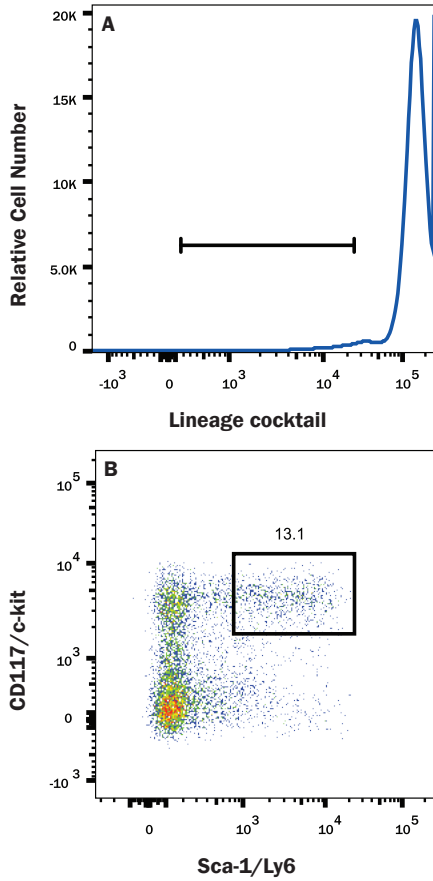 A
20K
15K
10K
5.0K
0
Relative Cell Number
-10³ 0 10³ 10⁴ 10⁵
Lineage cocktail
B
13.1
10⁵
10⁴
10³
0
-10³
CD117/c-kit
0 10³ 10⁴ 10⁵
Sca-1/Ly6